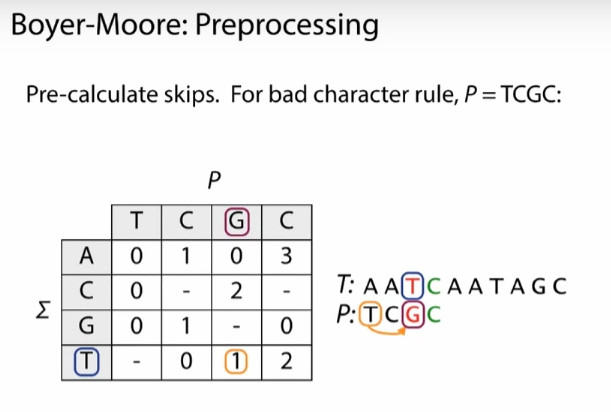 Boyer-Moore: Preprocessing
Pre-calculate skips. For bad character rule, P = TCGC:
P
T C G C
A 0 1 0 3
C 0 - 2 -
G 0 1 - 0
T - 0 1 2
Σ
T: A A T C A A T A G C
P: T C G C